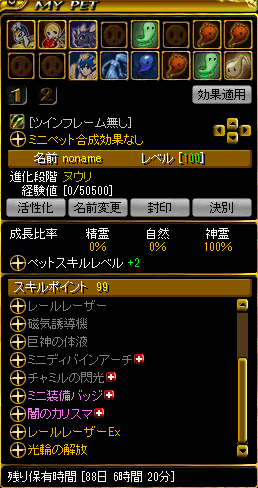 MY PET
1 2 効果適用
[ツインフレーム無し]
ミニペット合成効果なし
名前 noname レベル [100]
進化段階 ヌウリ
経験値 [0/50500]
活性化 名前変更 封印 決別
成長比率 精霊 自然 神霊
0% 0% 100%
ペットスキルレベル +2
スキルポイント 99
レールレーザー
磁気誘導機
巨神の体液
ミニディバインアーチ
チャミルの閃光
ミニ装備バッジ
闇のカリスマ
レールレーザーEx
光輪の解放
残り保有時間 [88日 6時間 20分]